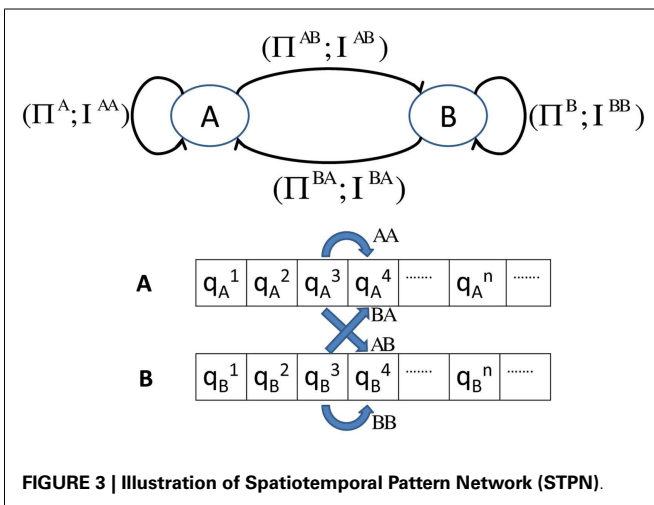 (Π^AB; I^AB)
(Π^A; I^AA) A B (Π^B; I^BB)
(Π^BA; I^BA)
AA
A q_A^1 q_A^2 q_A^3 q_A^4 ....... q_A^n .......
BA
AB
B q_B^1 q_B^2 q_B^3 q_B^4 ....... q_B^n .......
BB
FIGURE 3 | Illustration of Spatiotemporal Pattern Network (STPN).